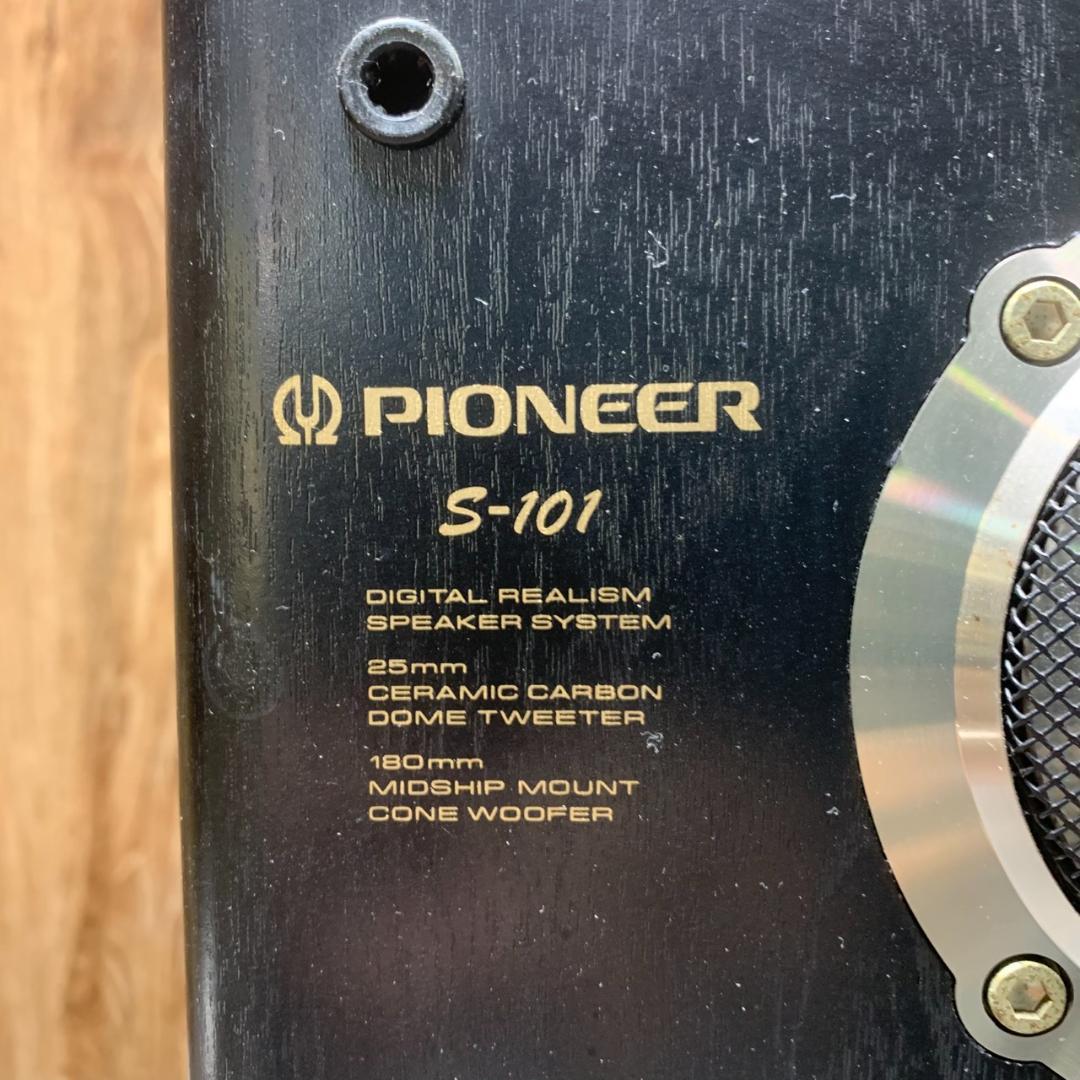 PIONEER
S-101
DIGITAL REALISM
SPEAKER SYSTEM
25mm
CERAMIC CARBON
DOME TWEETER
180mm
MIDSHIP MOUNT
CONE WOOFER